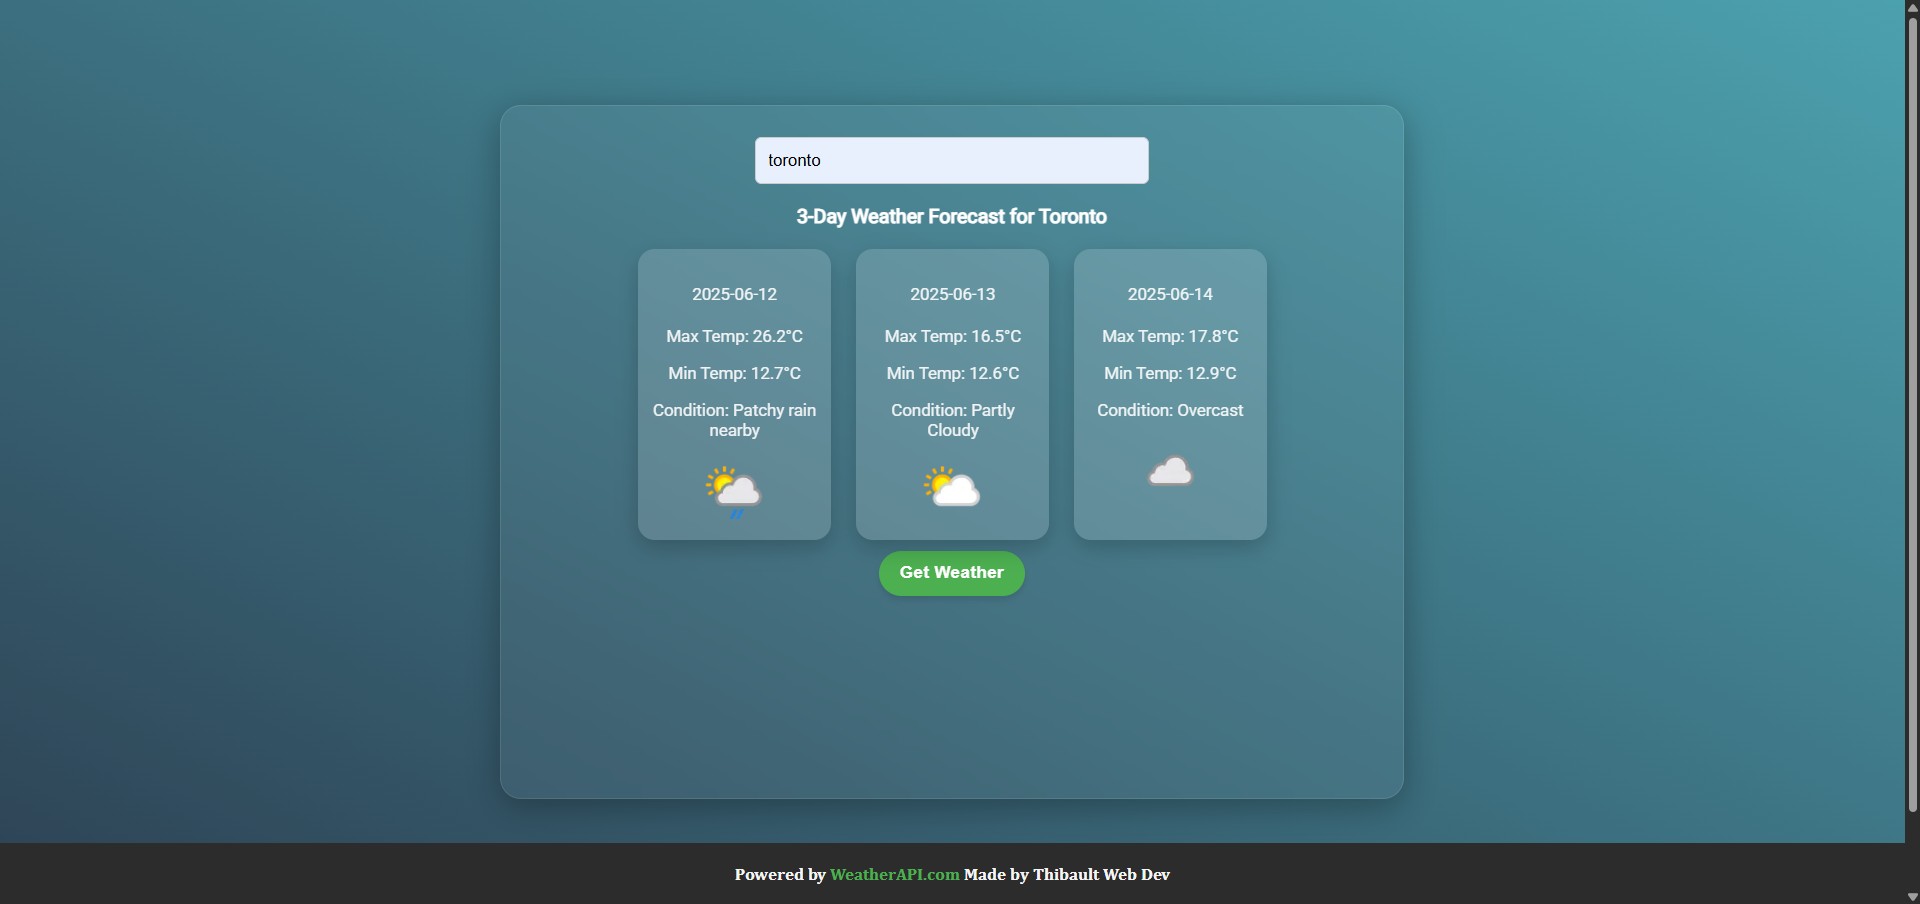 toronto
3-Day Weather Forecast for Toronto
2025-06-12
Max Temp: 26.2°C
Min Temp: 12.7°C
Condition: Patchy rain
nearby
2025-06-13
Max Temp: 16.5°C
Min Temp: 12.6°C
Condition: Partly
Cloudy
2025-06-14
Max Temp: 17.8°C
Min Temp: 12.9°C
Condition: Overcast
Get Weather
Powered by WeatherAPI.com Made by Thibault Web Dev